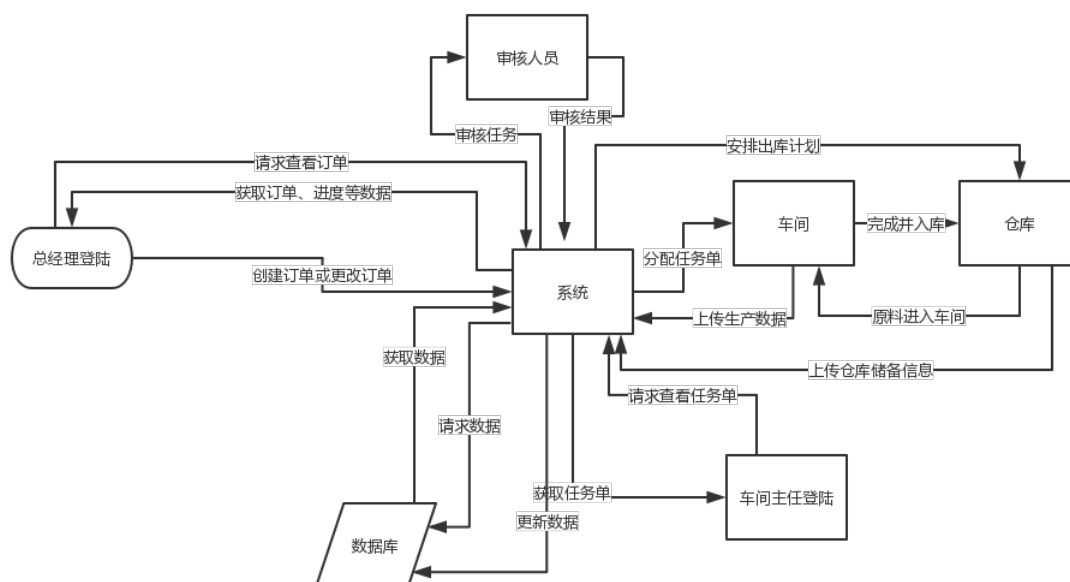 审核人员
审核结果
审核任务
安排出库计划
请求查看订单
获取订单、进度等数据
车间
完成并入库
仓库
总经理登陆
分配任务单
创建订单或更改订单
系统
上传生产数据
原料进入车间
获取数据
上传仓库储备信息
请求查看任务单
请求数据
获取任务单
车间主任登陆
更新数据
数据库